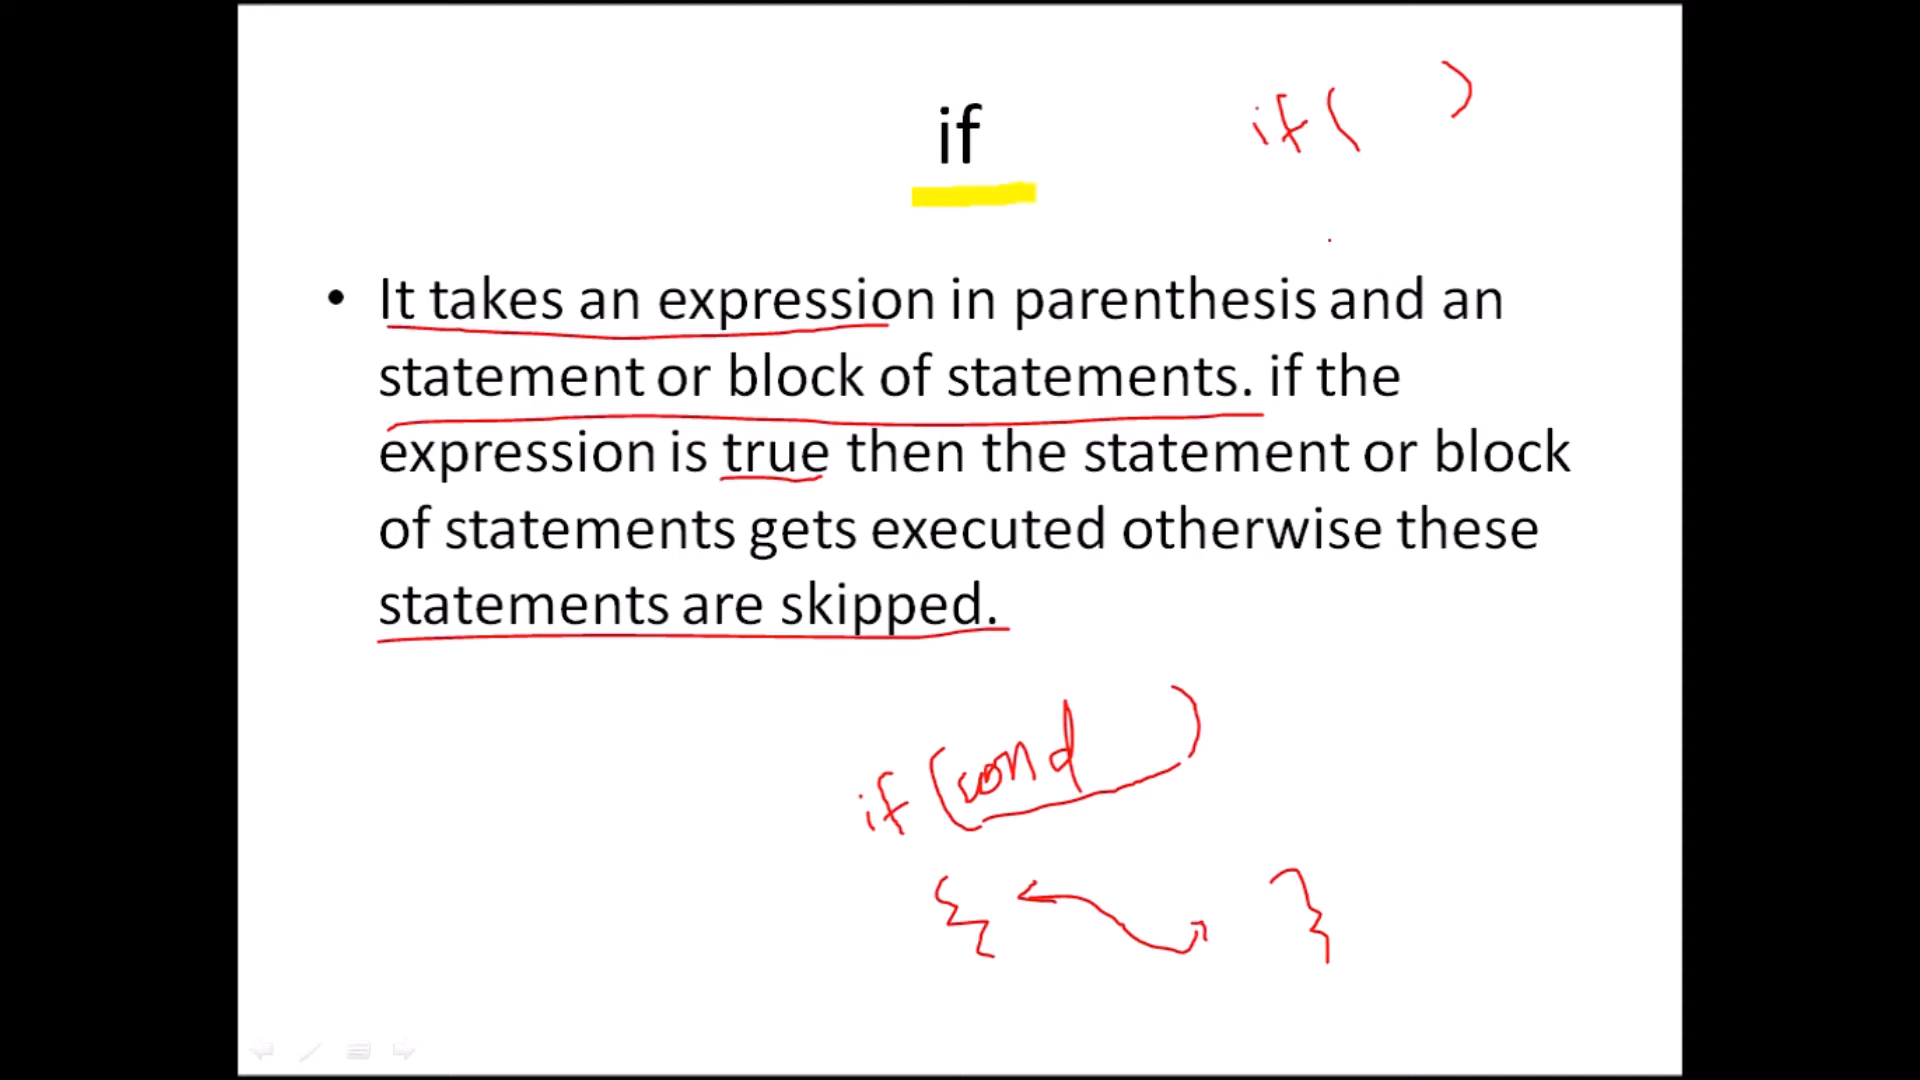 if
if ( )
• It takes an expression in parenthesis and an
statement or block of statements. if the
expression is true then the statement or block
of statements gets executed otherwise these
statements are skipped.
if (cond )
{ }